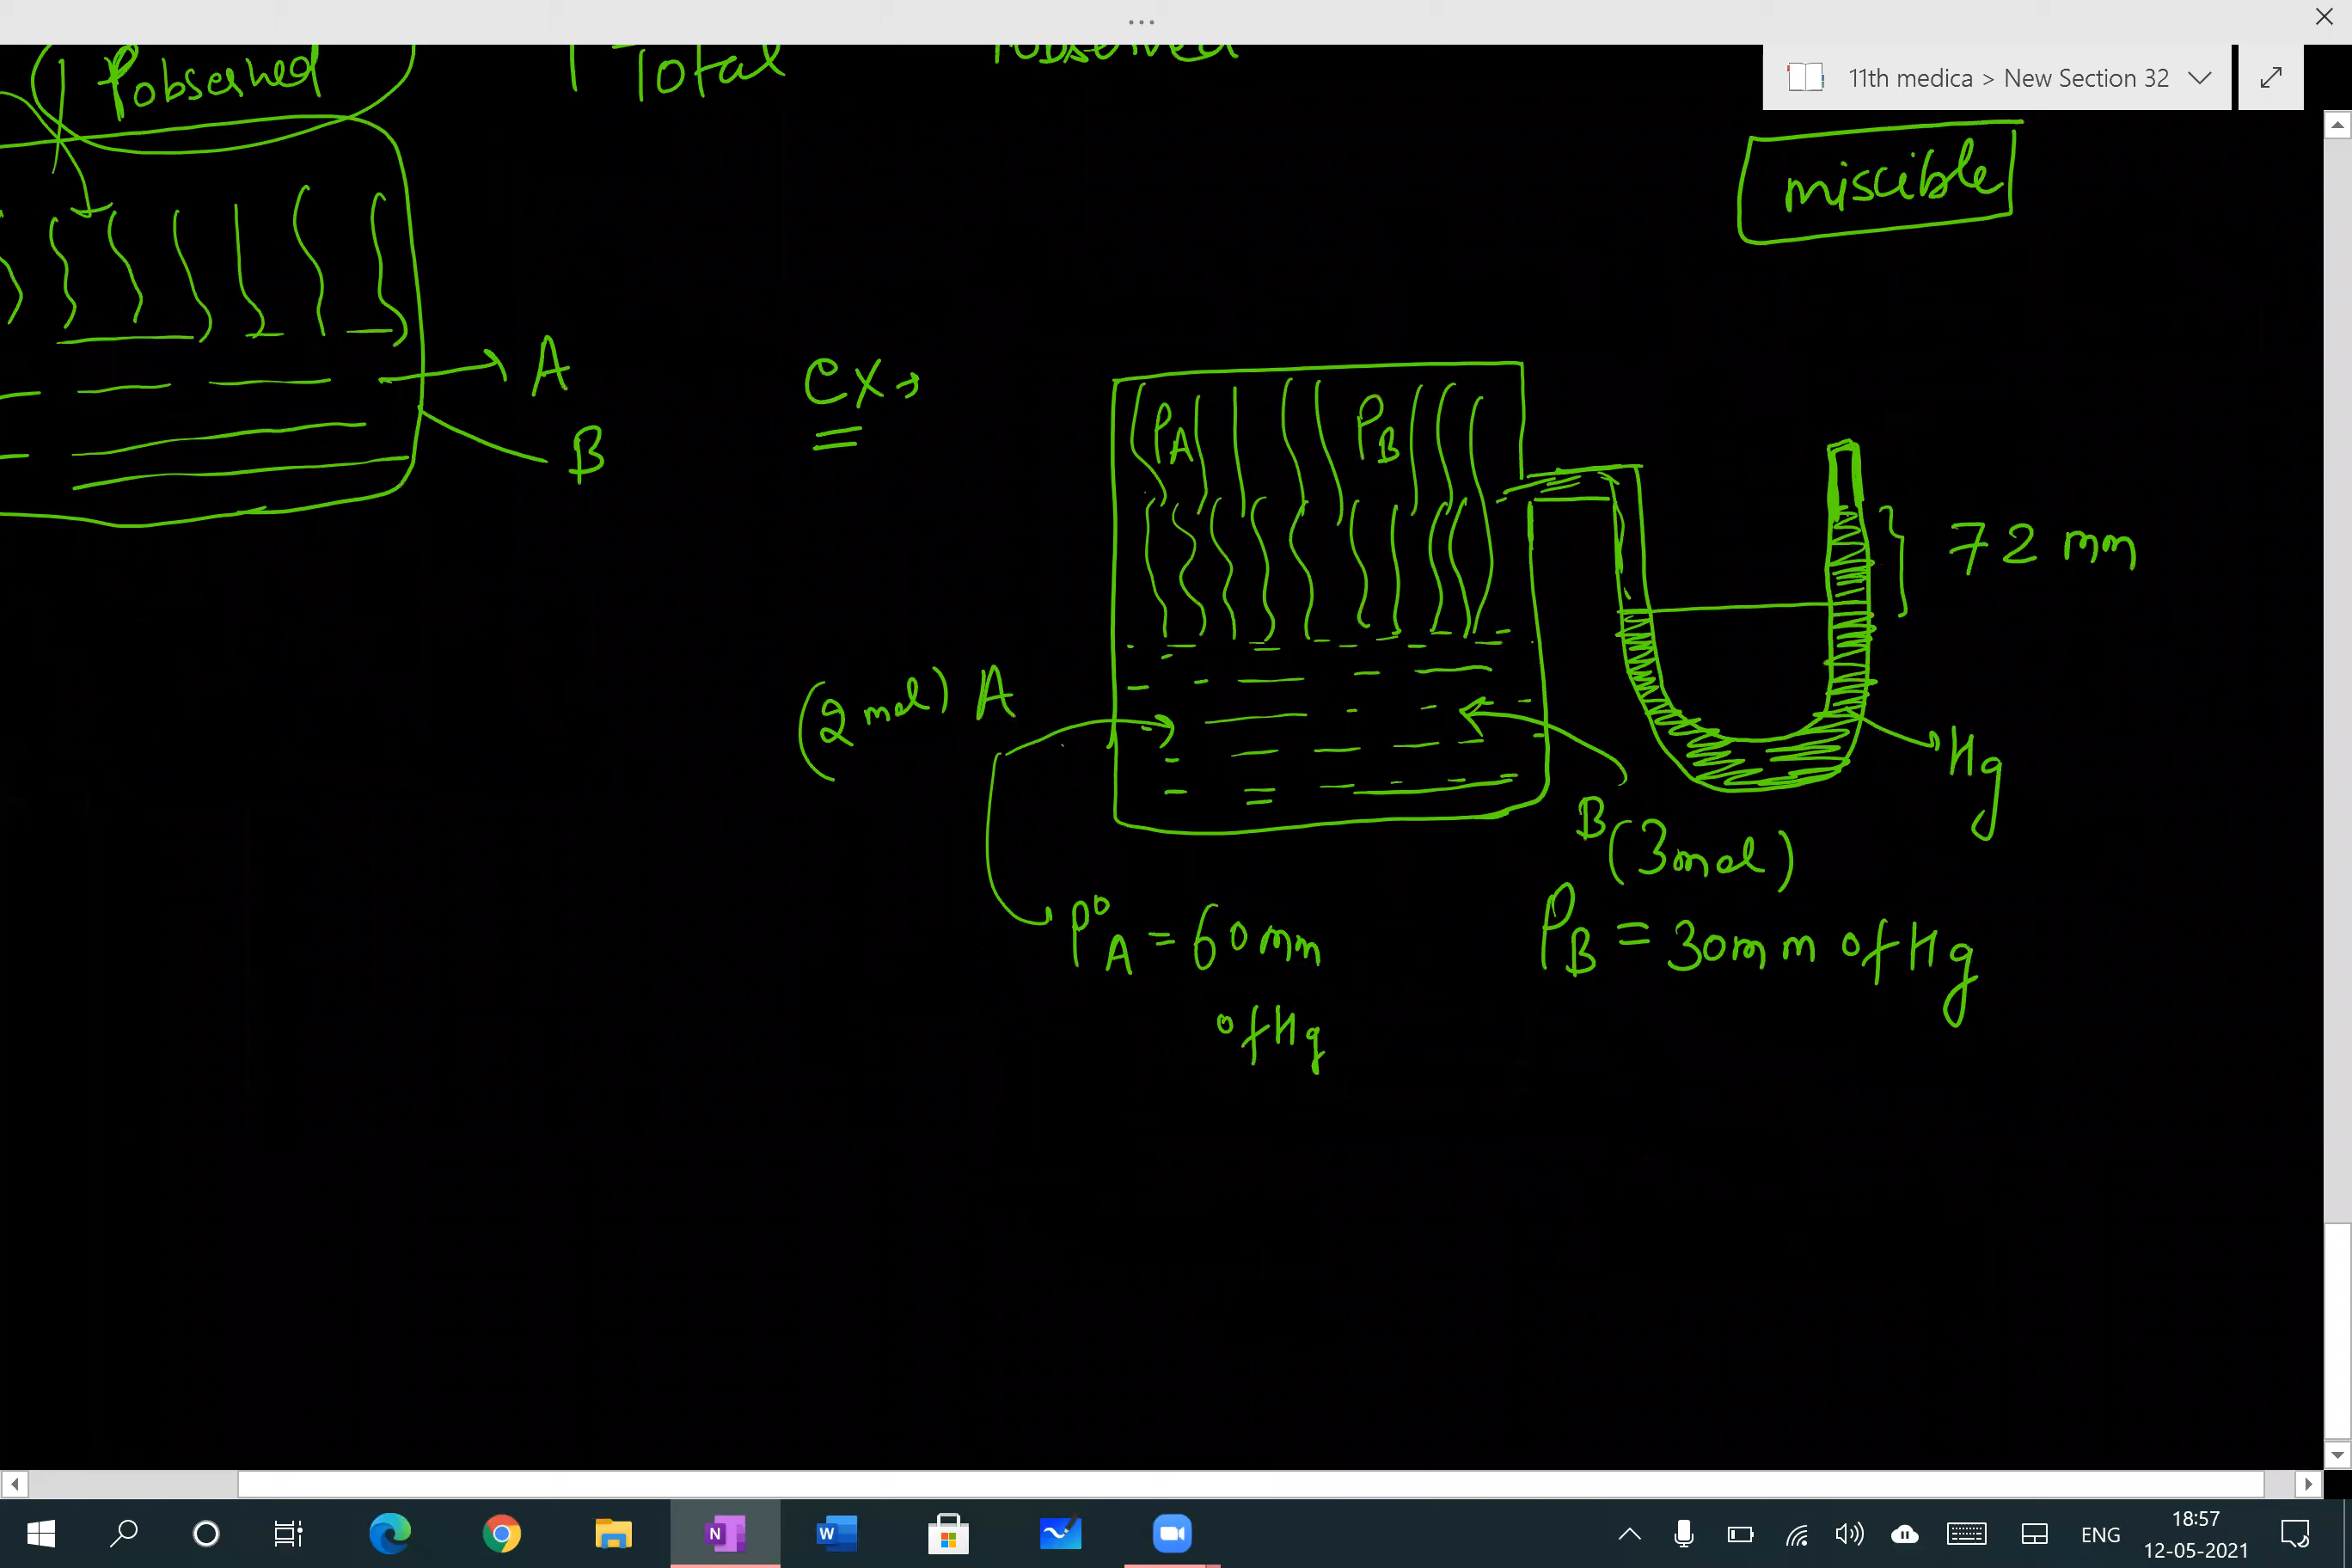 Pobserved
Total
observed
11th medica > New Section 32
miscible
A
B
ex →
PA PB
72 mm
(2 mol) A
Hg
B
(3 mol)
P°A = 60 mm
of Hg
PB = 30 mm of Hg
N
W
ENG
18:57
12-05-2021